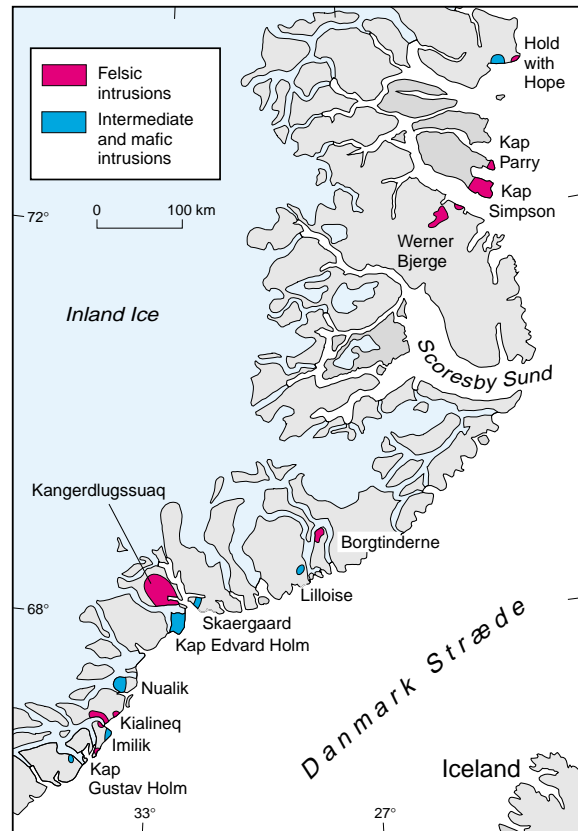 Felsic
intrusions
Intermediate
and mafic
intrusions
0
100 km
Hold
with
Hope
Kap
Parry
Kap
Simpson
72°
Werner
Bjerge
Inland Ice
Scoresby Sund
Kangerdlugssuaq
Borgtinderne
Lilloise
68°
Skaergaard
Kap Edvard Holm
Nualik
Danmark Stræde
Kialineq
Imilik
Kap
Gustav Holm
Iceland
33°
27°